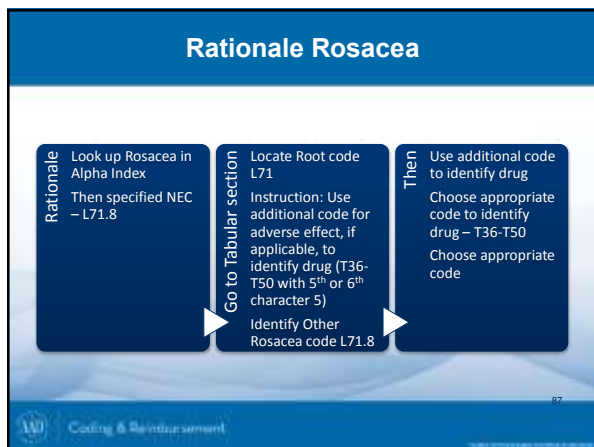 Rationale Rosacea
Rationale
Look up Rosacea in
Alpha Index
Then specified NEC
– L71.8
Go to Tabular section
Locate Root code
L71
Instruction: Use
additional code for
adverse effect, if
applicable, to
identify drug (T36-
T50 with 5th or 6th
character 5)
Identify Other
Rosacea code L71.8
Then
Use additional code
to identify drug
Choose appropriate
code to identify
drug – T36-T50
Choose appropriate
code
87
Coding & Reimbursement